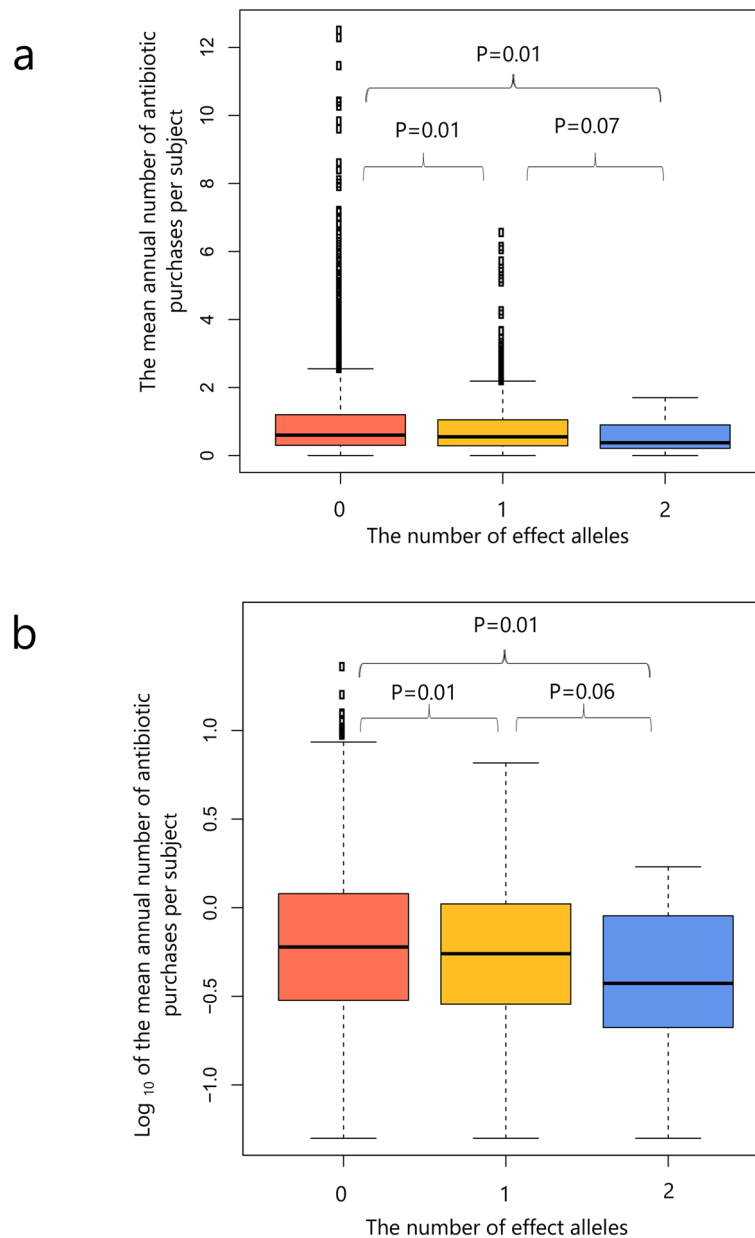 a
The mean annual number of antibiotic
purchases per subject
12
10
8
6
4
2
0
P=0.01
P=0.01
P=0.07
0
1
2
The number of effect alleles
b
Log 10 of the mean annual number of antibiotic
purchases per subject
1.0
0.5
0.0
−0.5
−1.0
P=0.01
P=0.01
P=0.06
0
1
2
The number of effect alleles